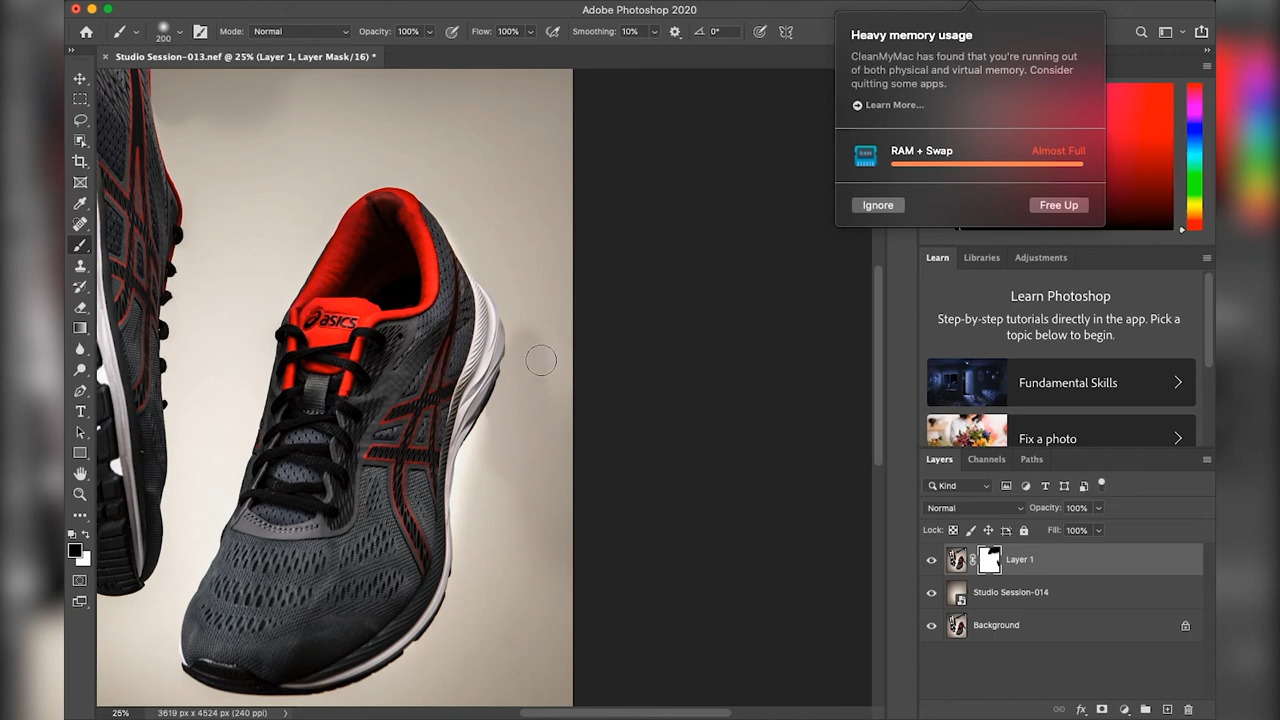 Adobe Photoshop 2020
200
Mode: Normal
Opacity: 100%
Flow: 100%
Smoothing: 10%
0°
Studio Session-013.nef @ 25% (Layer 1, Layer Mask/16) *
Heavy memory usage
CleanMyMac has found that you're running out
of both physical and virtual memory. Consider
quitting some apps.
Learn More...
RAM
RAM + Swap
Almost Full
Ignore
Free Up
asics
Learn
Libraries
Adjustments
Learn Photoshop
Step-by-step tutorials directly in the app. Pick a
topic below to begin.
Fundamental Skills
Fix a photo
Layers
Channels
Paths
Kind
Normal
Opacity: 100%
Lock:
Fill: 100%
Layer 1
Studio Session-014
Background
25%
3619 px x 4524 px (240 ppi)